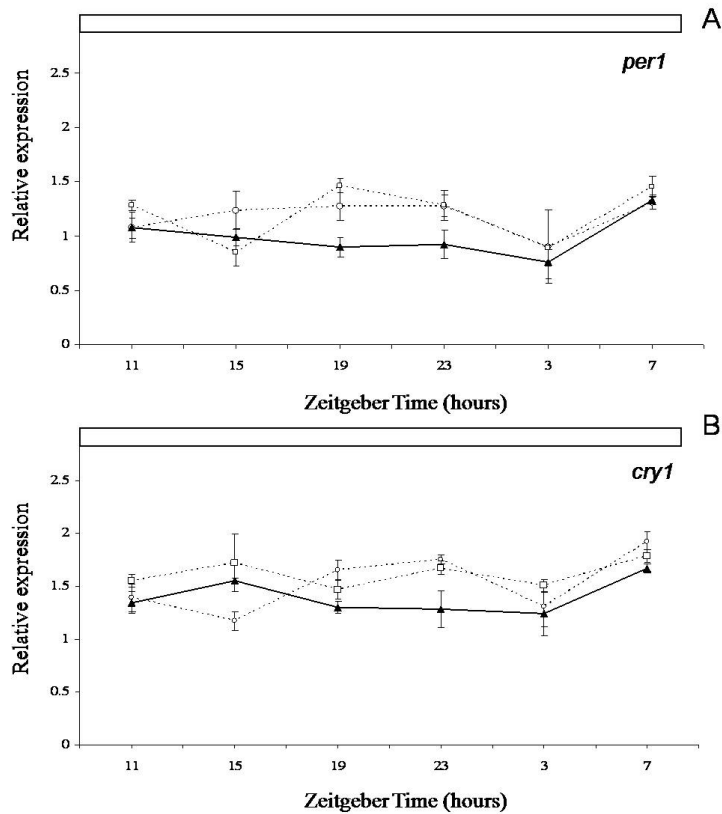 A
per1
Relative expression
2.5
2
1.5
1
0.5
0
11 15 19 23 3 7
Zeitgeber Time (hours)
B
cry1
Relative expression
2.5
2
1.5
1
0.5
0
11 15 19 23 3 7
Zeitgeber Time (hours)